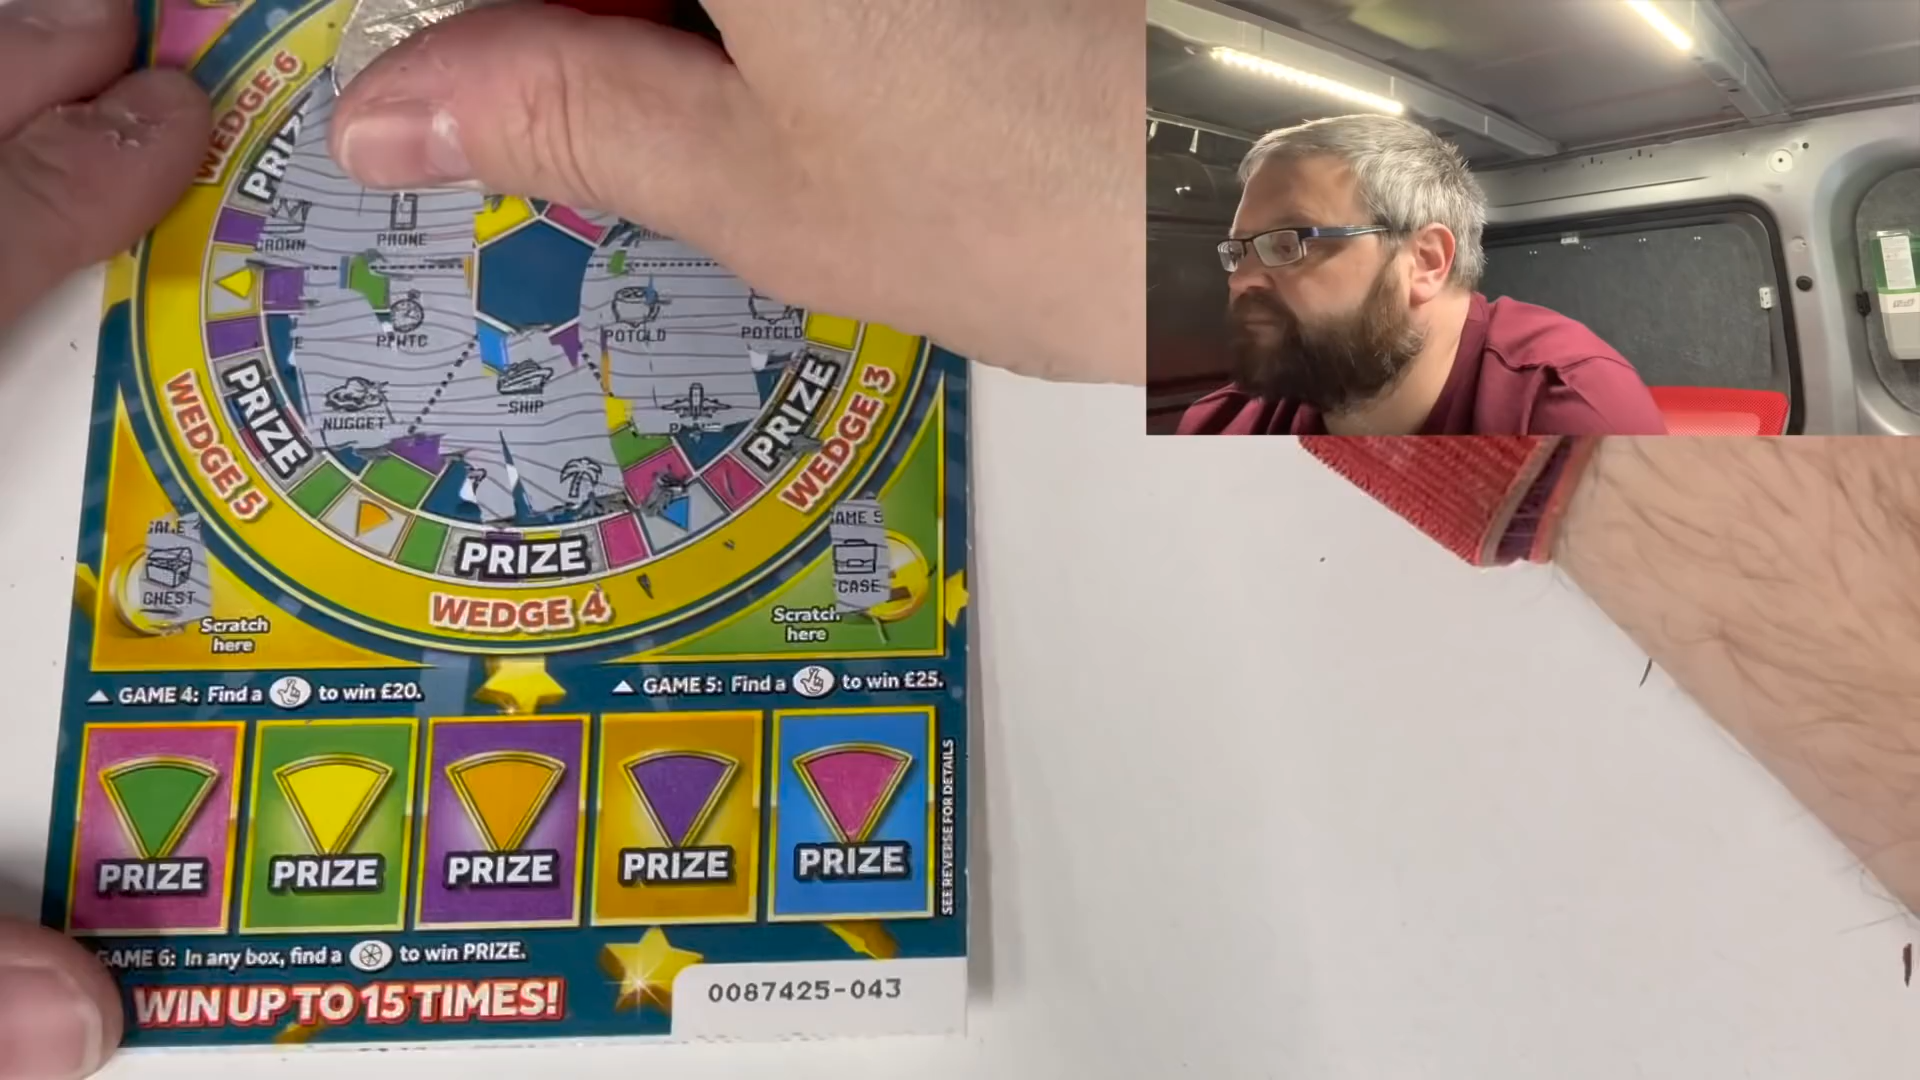 WEDGE 6
CROWN
PHONE
POTGLD
POTGLD
NUGGET
SHIP
PRIZE
PRIZE
PRIZE
WEDGE 5
WEDGE 4
WEDGE 3
CHEST
CASE
Scratch
here
Scratch
here
GAME 4: Find a to win £20.
GAME 5: Find a to win £25.
PRIZE
PRIZE
PRIZE
PRIZE
PRIZE
SEE REVERSE FOR DETAILS
GAME 6: In any box, find a to win PRIZE.
WIN UP TO 15 TIMES!
0087425-043